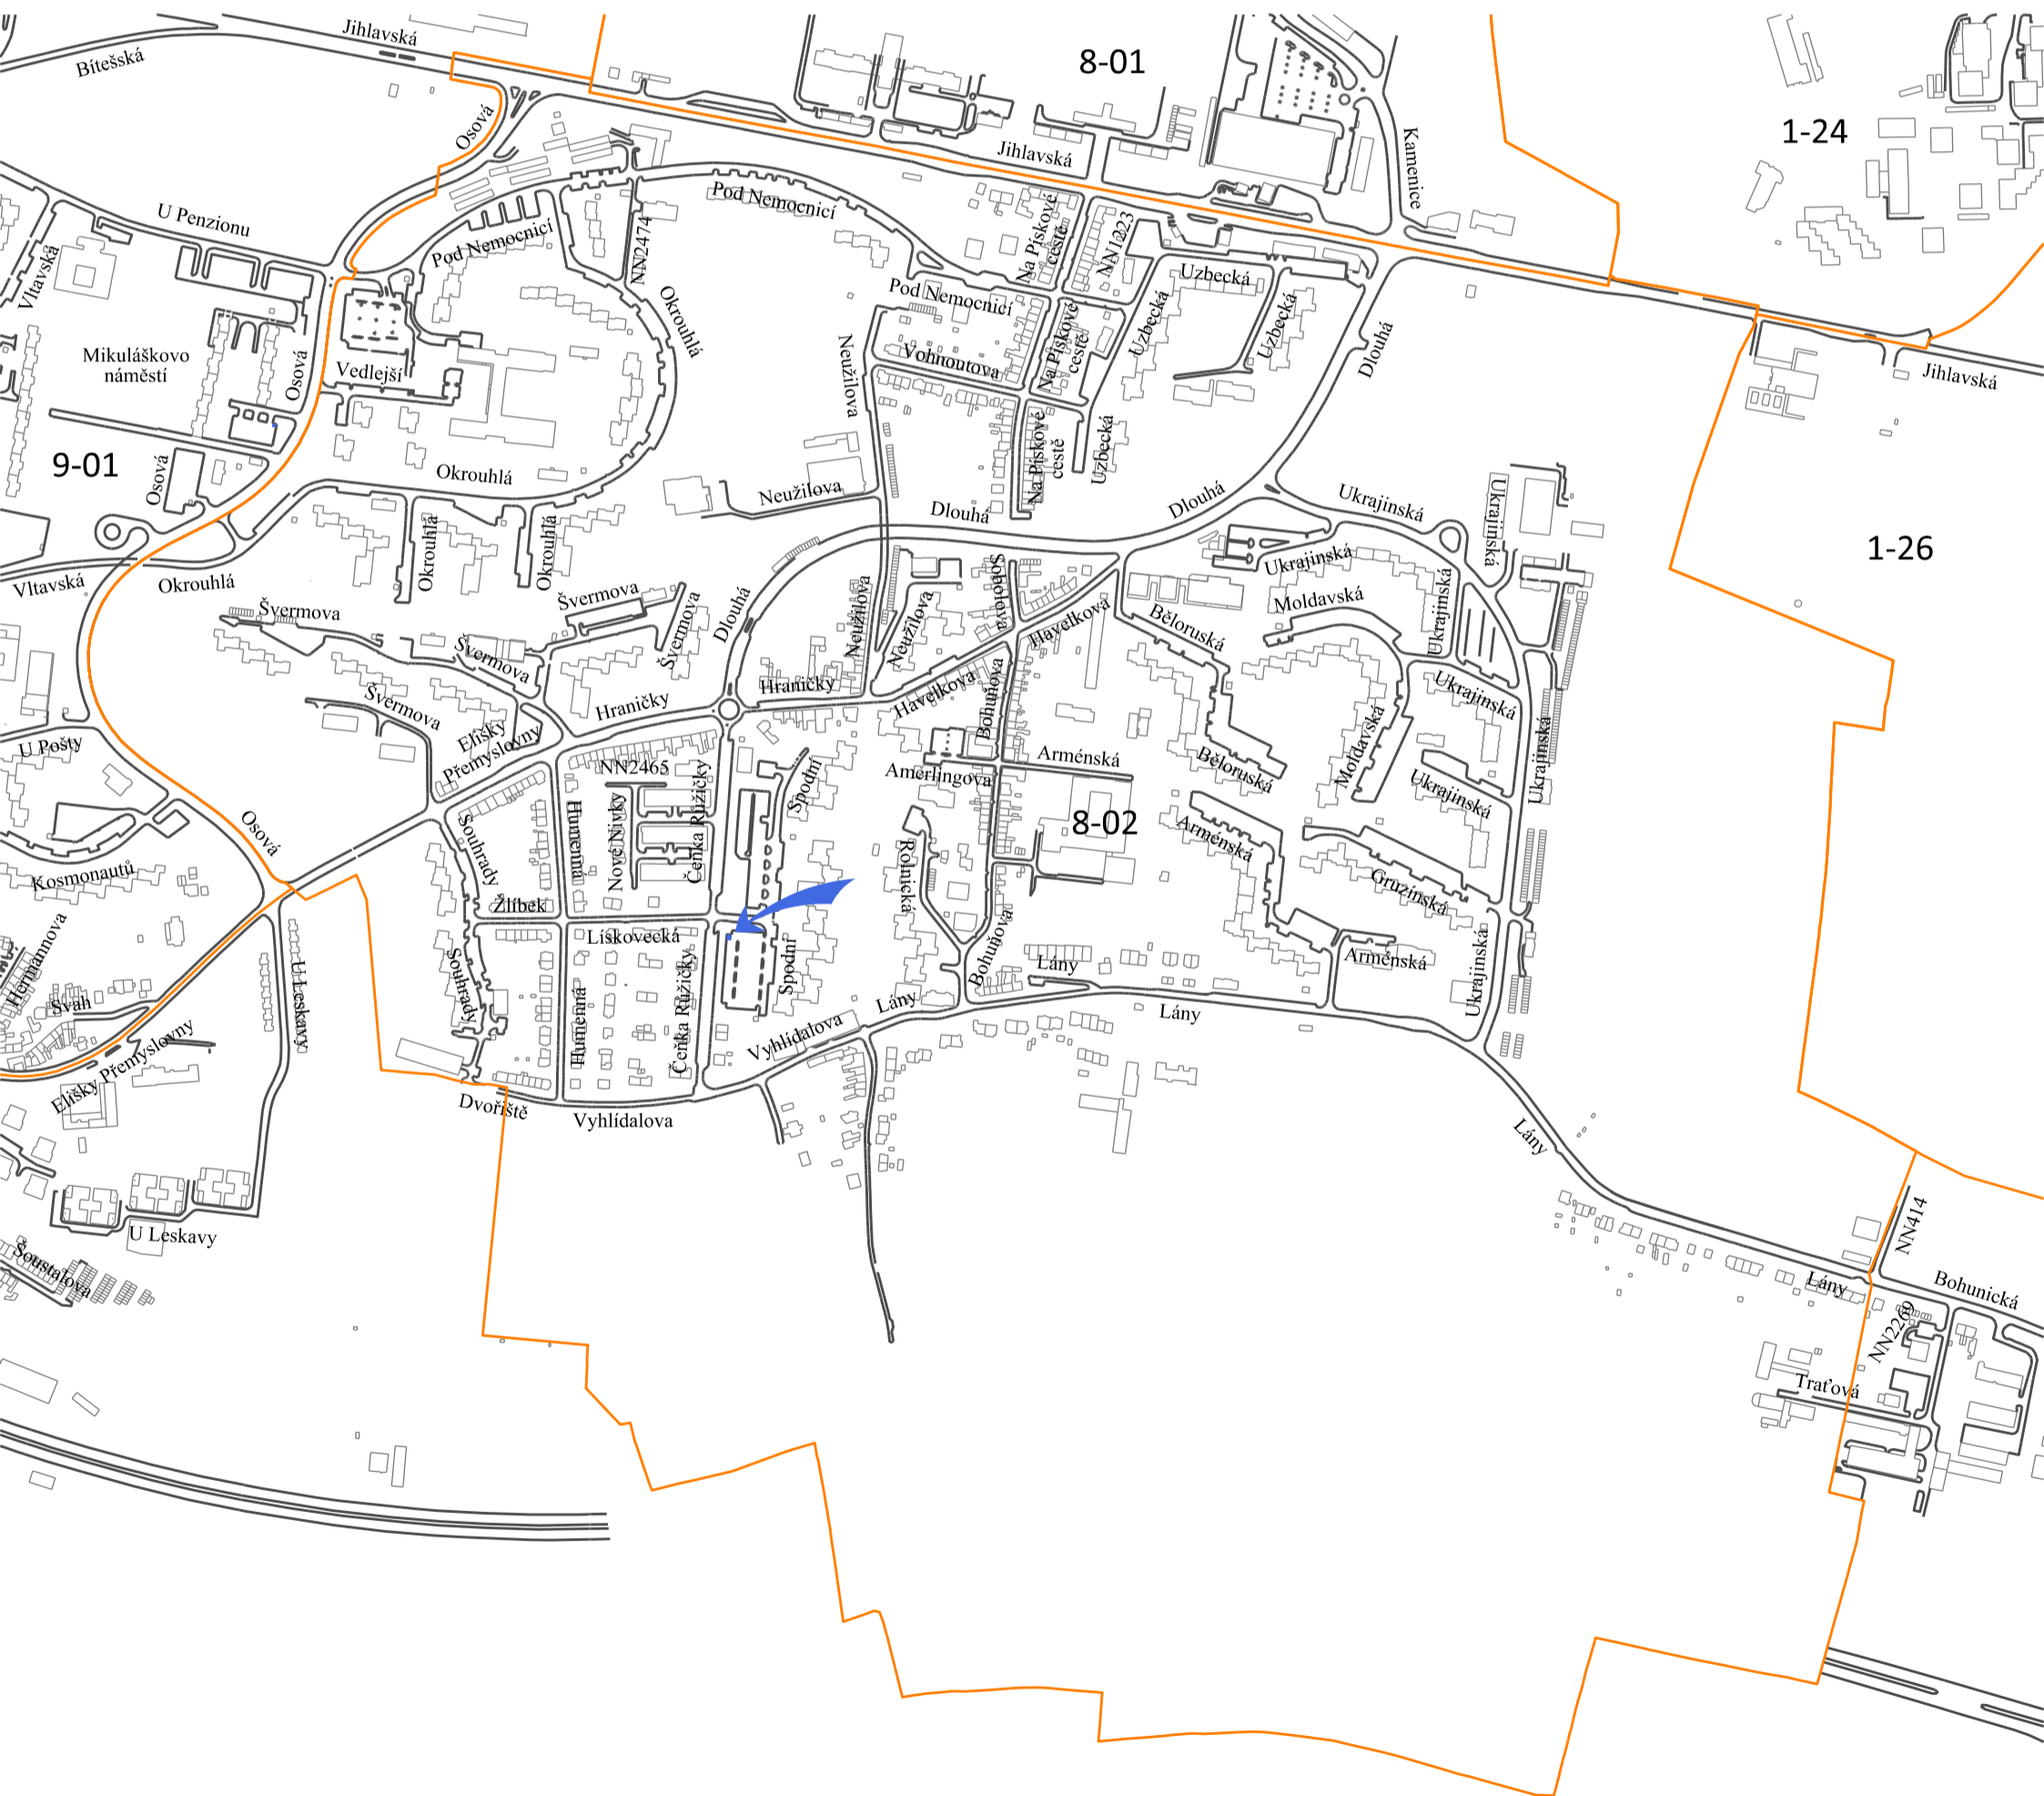 Jihlavská
Bítešská
8-01
1-24
Osová
Jihlavská
Kamenice
Pod Nemocnicí
U Penzionu
Pod Nemocnicí
NN2474
Na Pískové
cestě
NN1223
Vltavská
Uzbecká
Pod Nemocnicí
Okrouhlá
Uzbecká
Uzbecká
Na Pískové
cestě
Dlouhá
Neužilova
Vohnoutova
Mikuláškovo
náměstí
Osová
Vedlejší
Jihlavská
9-01
Osová
Okrouhlá
Neužilova
Na Pískové
cestě
Uzbecká
Dlouhá
Dlouhá
Ukrajinská
Ukrajinská
1-26
Okrouhlá
Okrouhlá
Vltavská
Okrouhlá
Ukrajinská
Švermova
Švermova
Švermova
Dlouhá
Neužilova
Neužilova
Sobolova
Havelkova
Běloruská
Moldavská
Ukrajinská
Švermova
Švermova
Hraničky
Hraničky
Havelkova
Bohuňova
Ukrajinská
U Pošty
Elišky
Přemyslovny
NN2465
Amerlingova
Arménská
Běloruská
Moldavská
Ukrajinská
Ukrajinská
Osová
Souhrady
Humenná
Nové Nivky
Čeňka Růžičky
Spodní
8-02
Arménská
Rolnická
Kosmonautů
Gruzínská
Žlíbek
Lískovecká
Heřmannova
Svah
U Leskavy
Souhrady
Humenná
Čeňka Růžičky
Spodní
Bohuňova
Lány
Arménská
Ukrajinská
Lány
Lány
Vyhlídalova
Elišky Přemyslovny
Dvořiště
Vyhlídalova
Lány
U Leskavy
Šoustalova
NN414
Lány
Bohunická
NN2269
Traťová